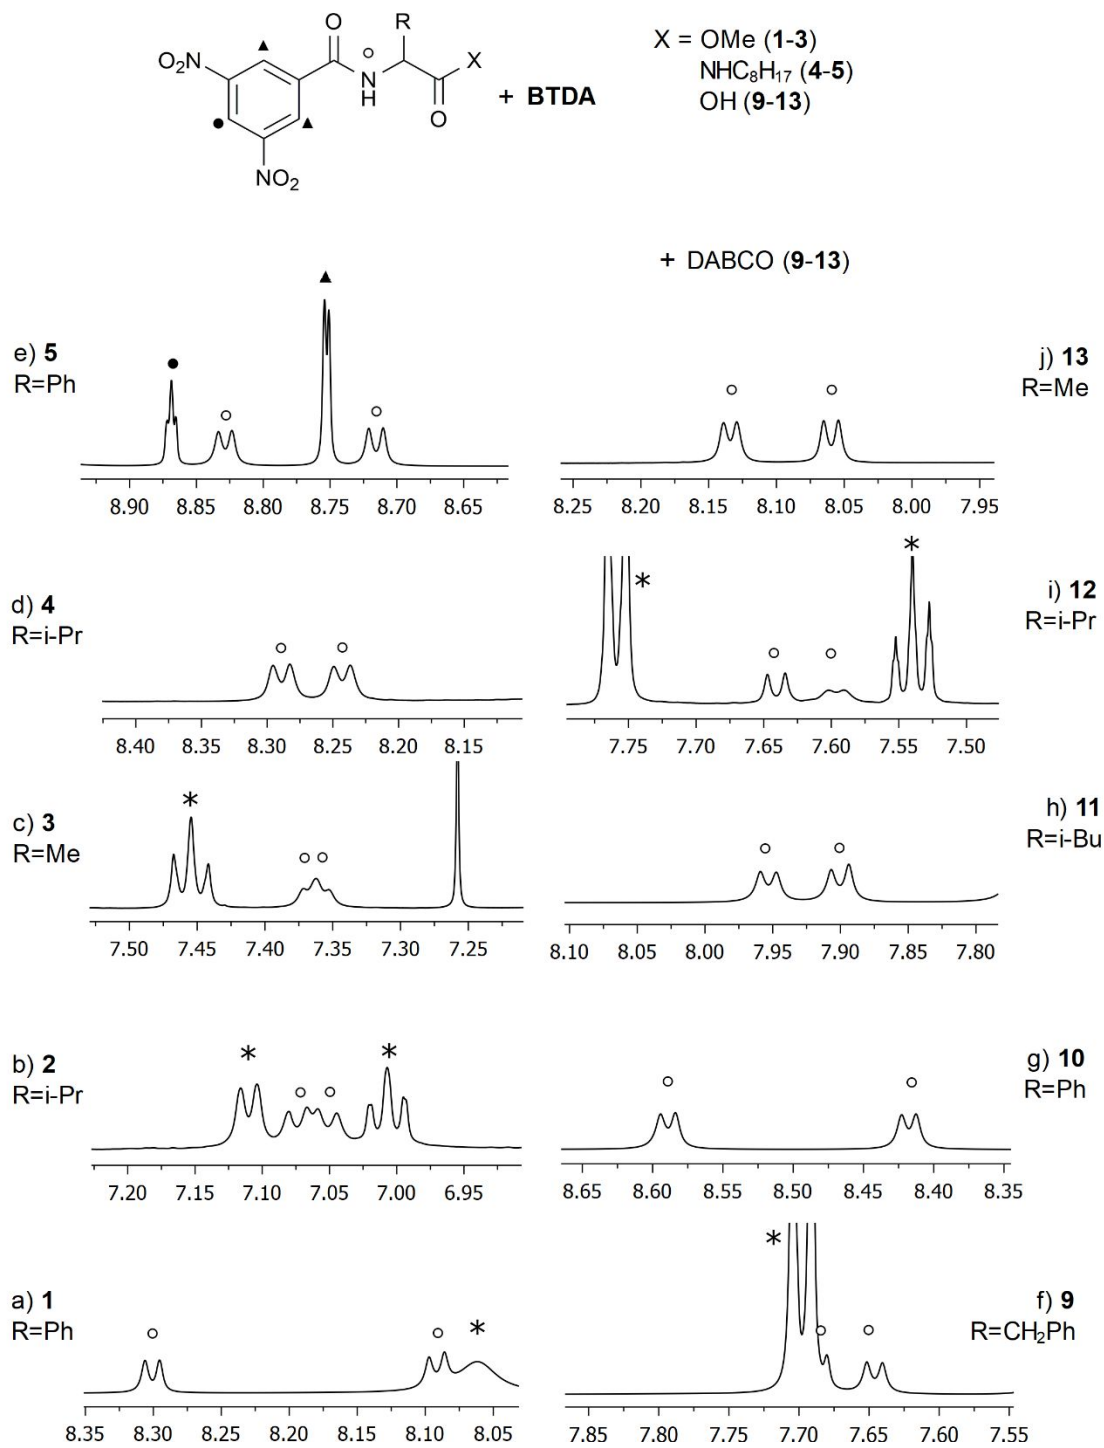 O
R
O₂N
N
H
X
O
NO₂
+ BTDA
X = OMe (1-3)
NHC₈H₁₇ (4-5)
OH (9-13)
+ DABCO (9-13)
e) 5
R=Ph
8.90 8.85 8.80 8.75 8.70 8.65
j) 13
R=Me
8.25 8.20 8.15 8.10 8.05 8.00 7.95
d) 4
R=i-Pr
8.40 8.35 8.30 8.25 8.20 8.15
*
*
i) 12
R=i-Pr
7.75 7.70 7.65 7.60 7.55 7.50
c) 3
R=Me
*
7.50 7.45 7.40 7.35 7.30 7.25
h) 11
R=i-Bu
8.10 8.05 8.00 7.95 7.90 7.85 7.80
b) 2
R=i-Pr
*
*
7.20 7.15 7.10 7.05 7.00 6.95
g) 10
R=Ph
8.65 8.60 8.55 8.50 8.45 8.40 8.35
a) 1
R=Ph
*
8.35 8.30 8.25 8.20 8.15 8.10 8.05
*
f) 9
R=CH₂Ph
7.85 7.80 7.75 7.70 7.65 7.60 7.55